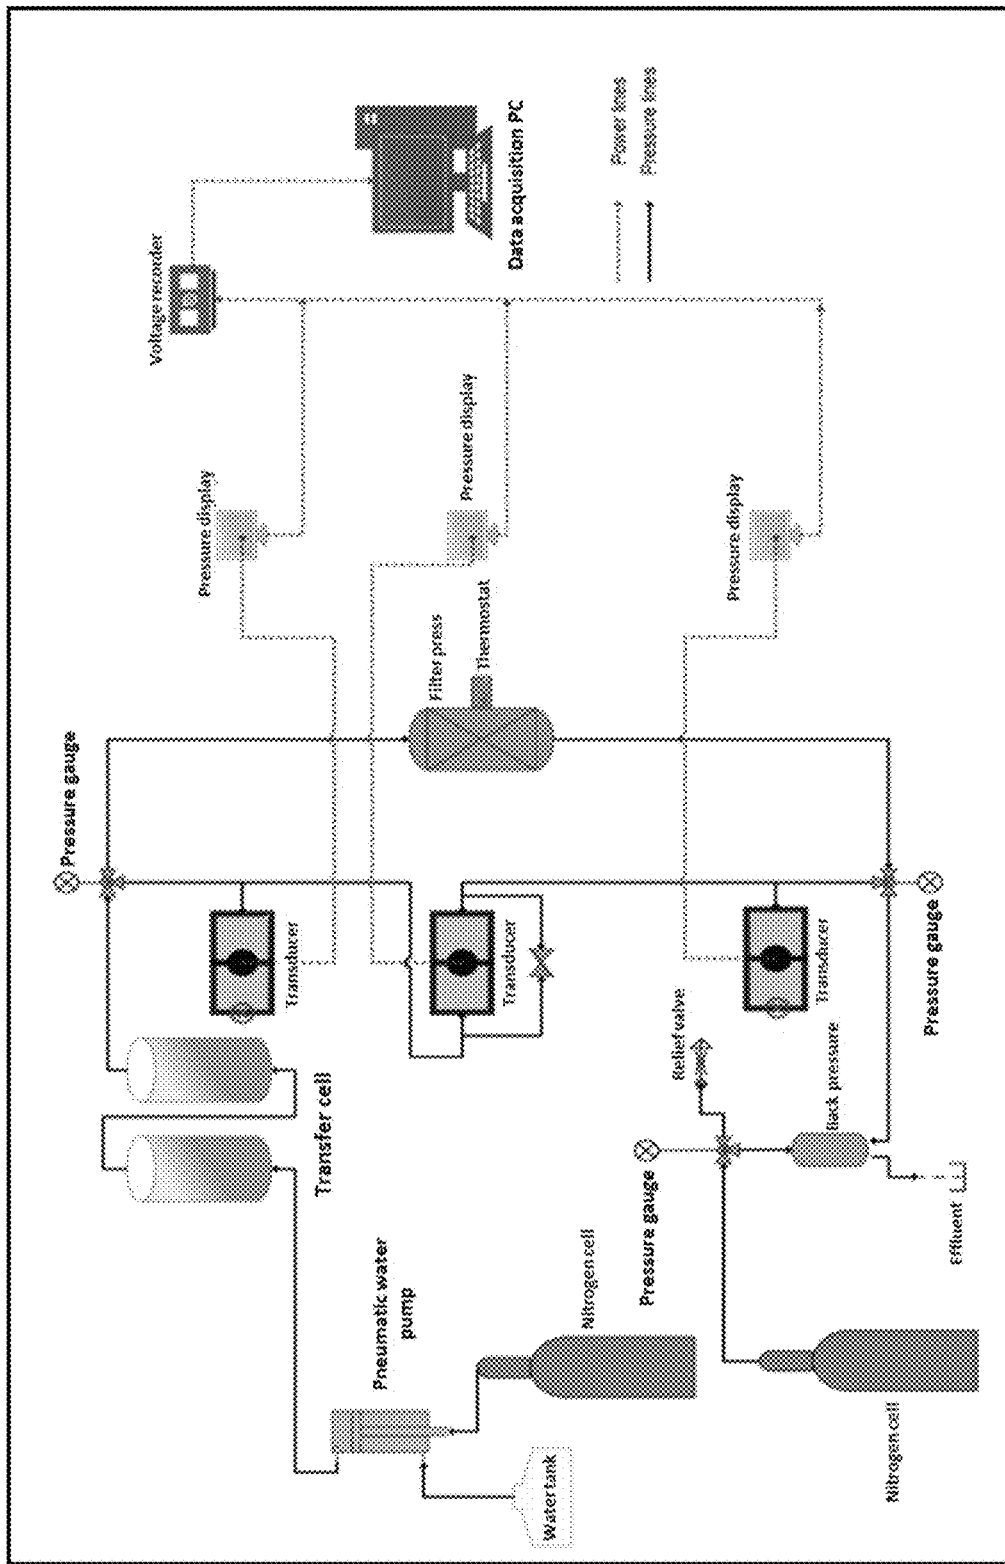 Water tank
Pneumatic water
pump
Nitrogen cell
Nitrogen cell
Transfer cell
Pressure gauge
Relief valve
Back pressure
Effluent
Pressure gauge
Transducer
Transducer
Transducer
Pressure gauge
Filter press
Thermostat
Pressure display
Pressure display
Pressure display
Voltage recorder
Data acquisition PC
Power lines
Pressure lines